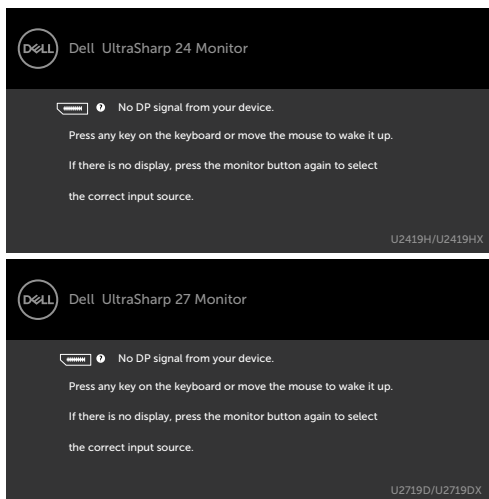 DELL Dell UltraSharp 24 Monitor
? No DP signal from your device.
Press any key on the keyboard or move the mouse to wake it up.
If there is no display, press the monitor button again to select
the correct input source.
U2419H/U2419HX
DELL Dell UltraSharp 27 Monitor
? No DP signal from your device.
Press any key on the keyboard or move the mouse to wake it up.
If there is no display, press the monitor button again to select
the correct input source.
U2719D/U2719DX